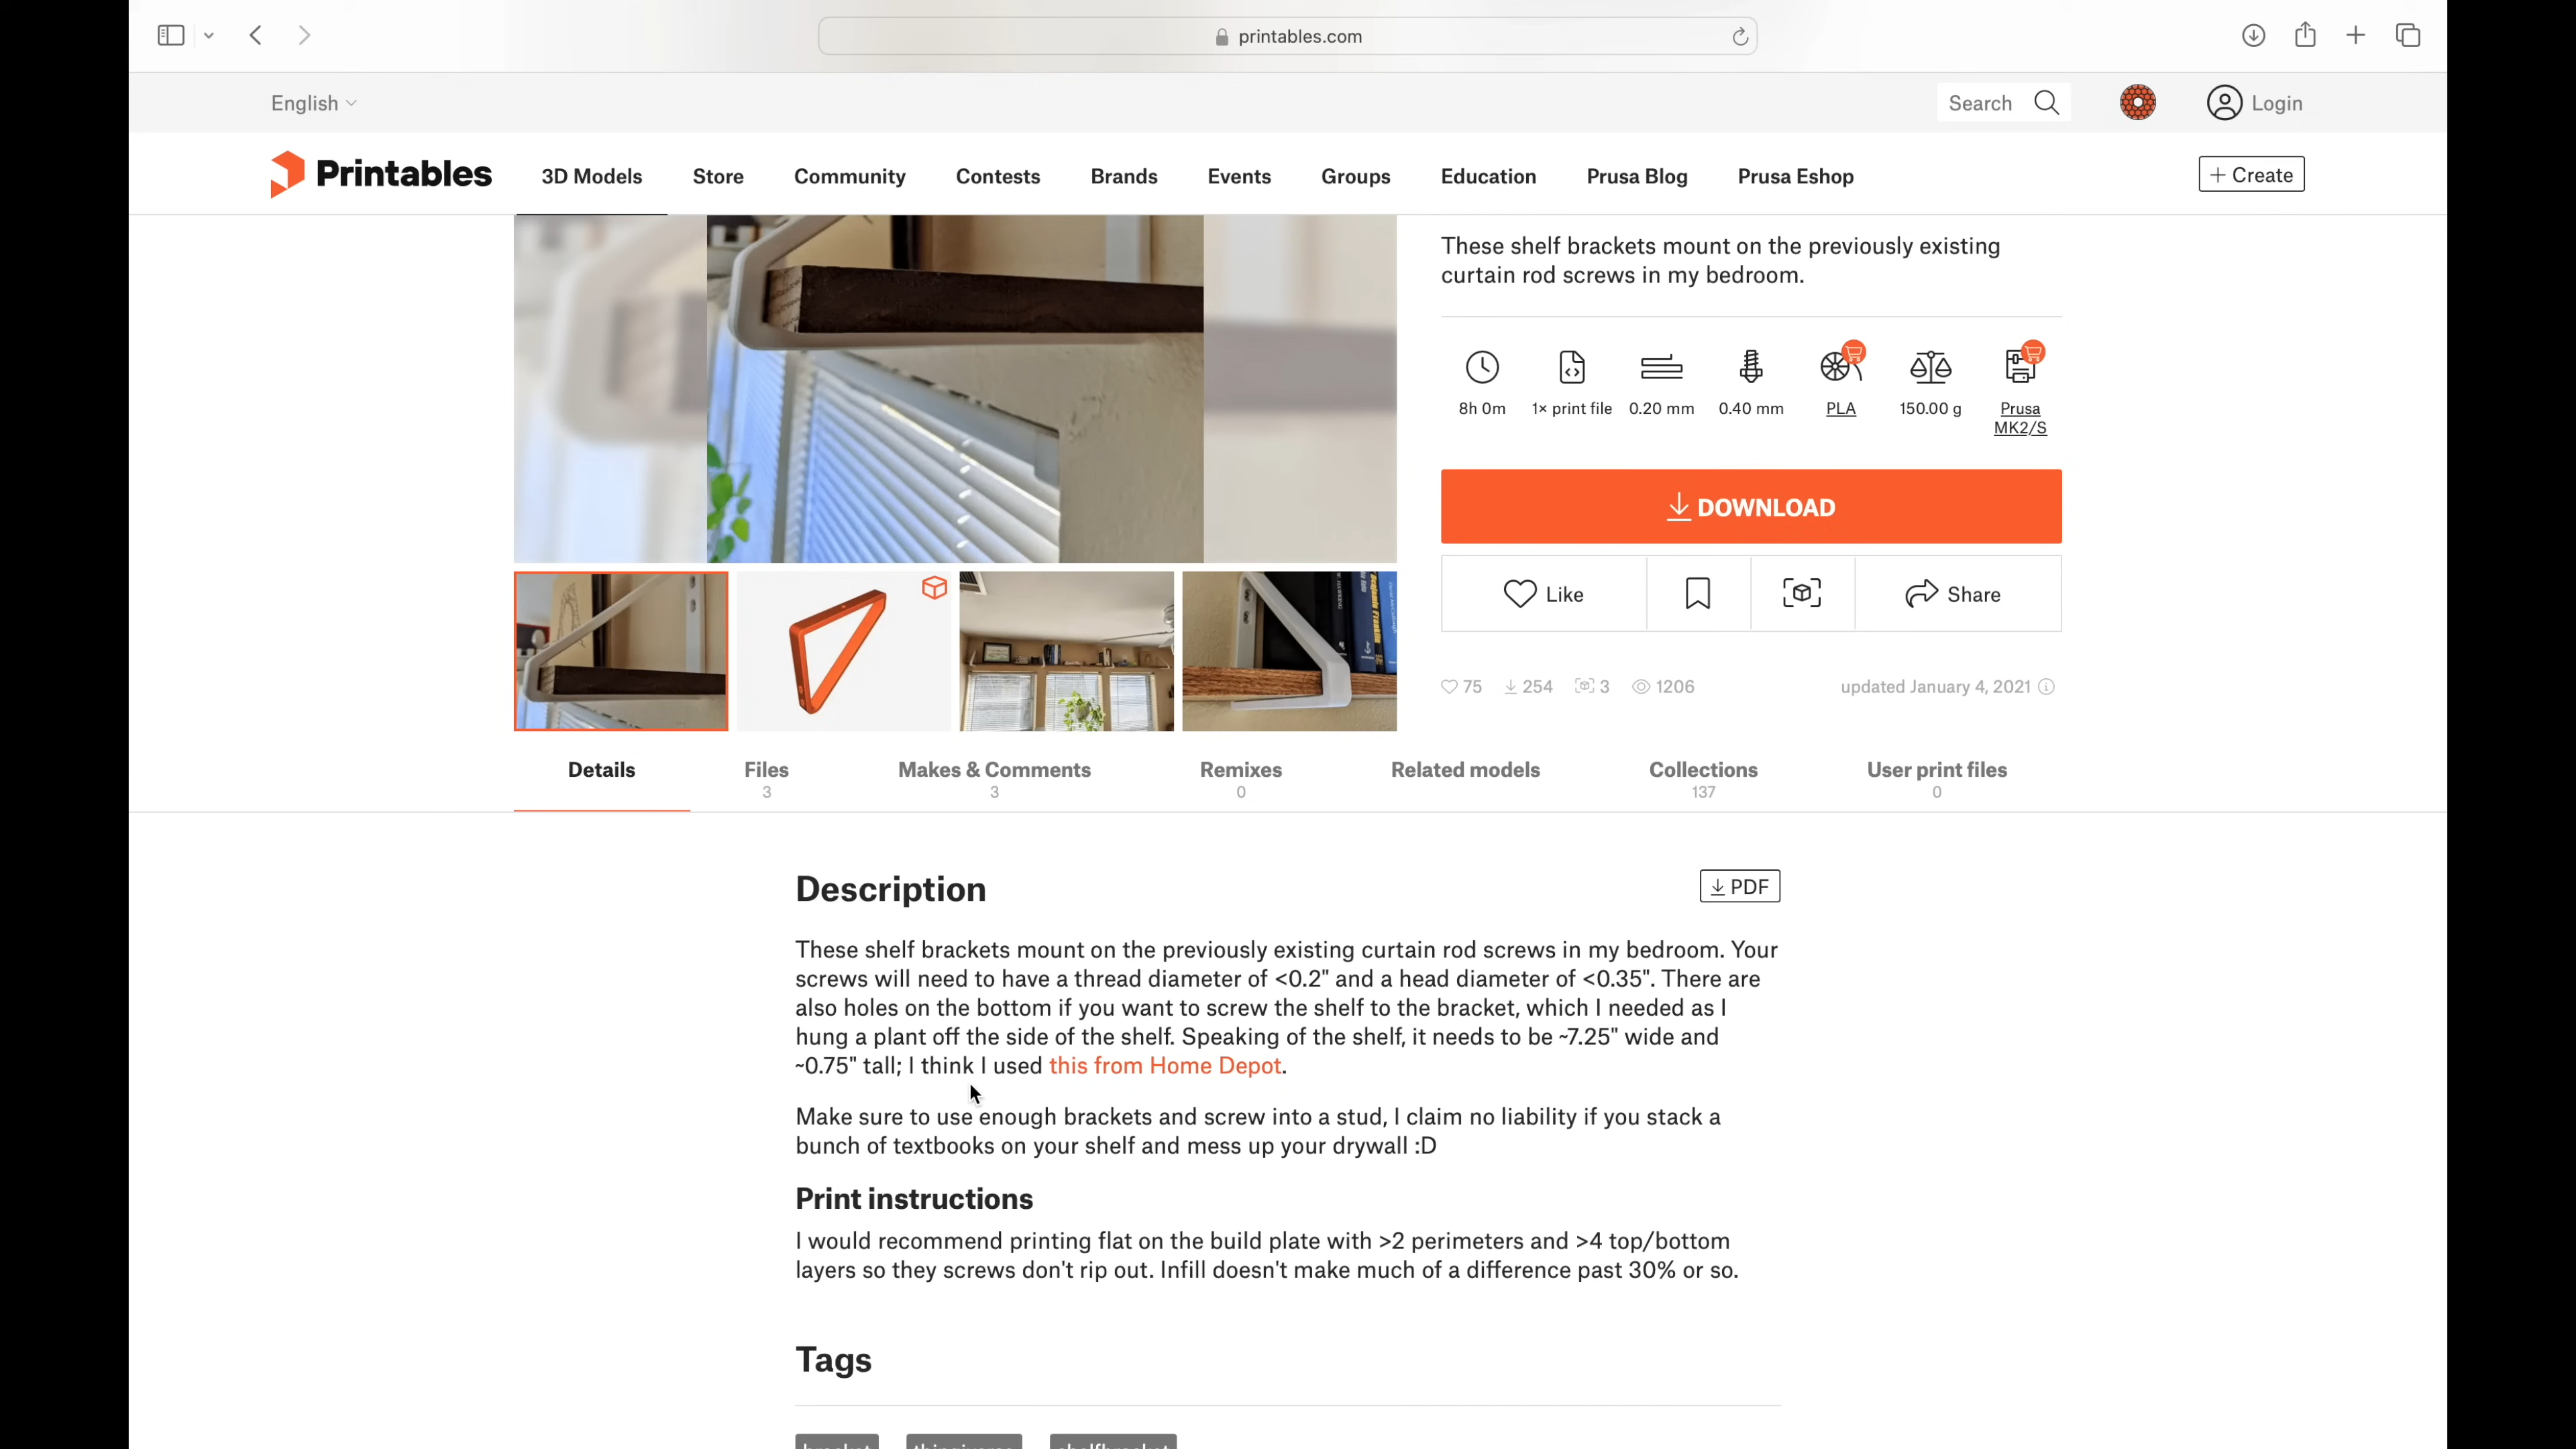 printables.com
English
Search
Login
Printables
3D Models
Store
Community
Contests
Brands
Events
Groups
Education
Prusa Blog
Prusa Eshop
+ Create
These shelf brackets mount on the previously existing
curtain rod screws in my bedroom.
8h 0m
1× print file
0.20 mm
0.40 mm
PLA
150.00 g
Prusa
MK2/S
DOWNLOAD
Like
Share
75
254
3
1206
updated January 4, 2021
Details
Files
3
Makes & Comments
3
Remixes
0
Related models
Collections
137
User print files
0
Description
PDF
These shelf brackets mount on the previously existing curtain rod screws in my bedroom. Your
screws will need to have a thread diameter of <0.2" and a head diameter of <0.35". There are
also holes on the bottom if you want to screw the shelf to the bracket, which I needed as I
hung a plant off the side of the shelf. Speaking of the shelf, it needs to be ~7.25" wide and
~0.75" tall; I think I used this from Home Depot.
Make sure to use enough brackets and screw into a stud, I claim no liability if you stack a
bunch of textbooks on your shelf and mess up your drywall :D
Print instructions
I would recommend printing flat on the build plate with >2 perimeters and >4 top/bottom
layers so they screws don't rip out. Infill doesn't make much of a difference past 30% or so.
Tags